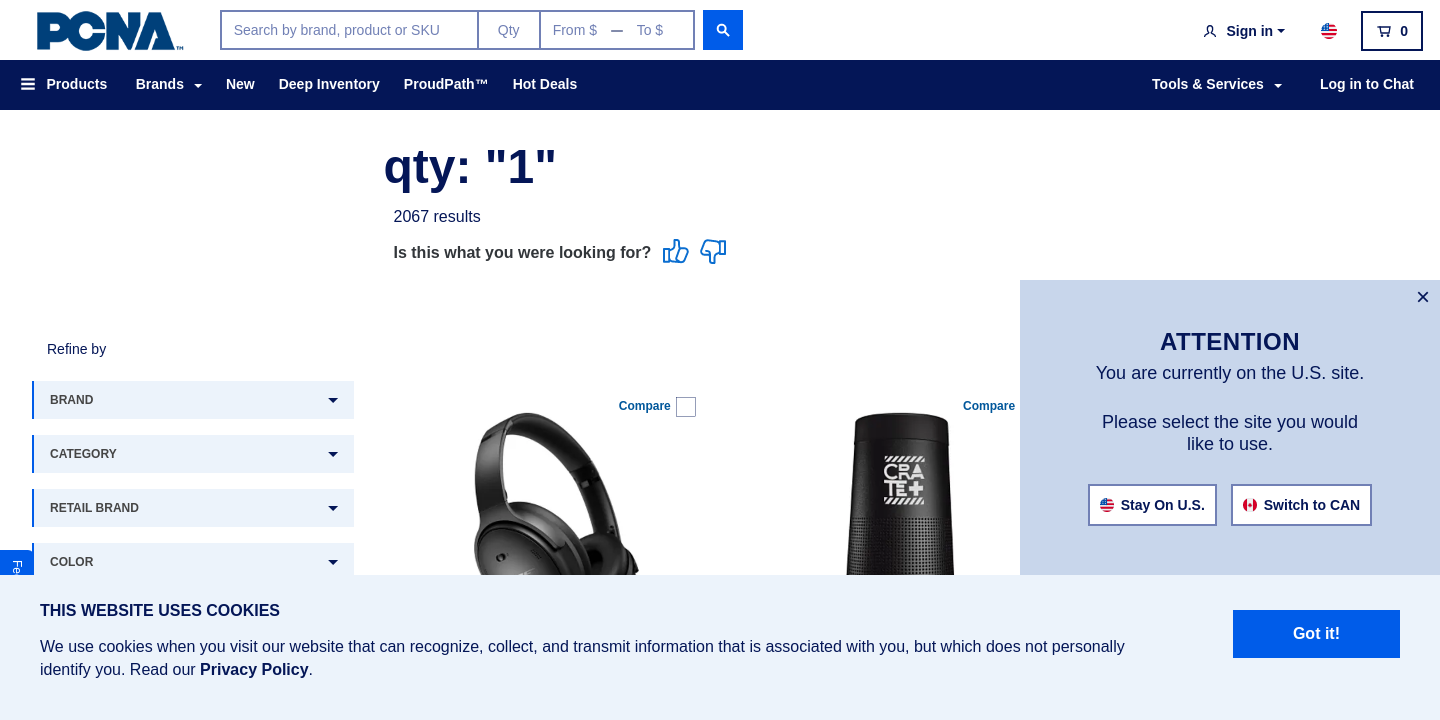 PCNA™
Search by brand, product or SKU
Qty
From $ — To $
Sign in
0
Products
Brands
New
Deep Inventory
ProudPath™
Hot Deals
Tools & Services
Log in to Chat
qty: "1"
2067 results
Is this what you were looking for?
×
ATTENTION
You are currently on the U.S. site.
Please select the site you would
like to use.
Stay On U.S.
Switch to CAN
Refine by
BRAND
CATEGORY
RETAIL BRAND
COLOR
Compare
Compare
CRATE+
THIS WEBSITE USES COOKIES
We use cookies when you visit our website that can recognize, collect, and transmit information that is associated with you, but which does not personally
identify you. Read our Privacy Policy.
Got it!